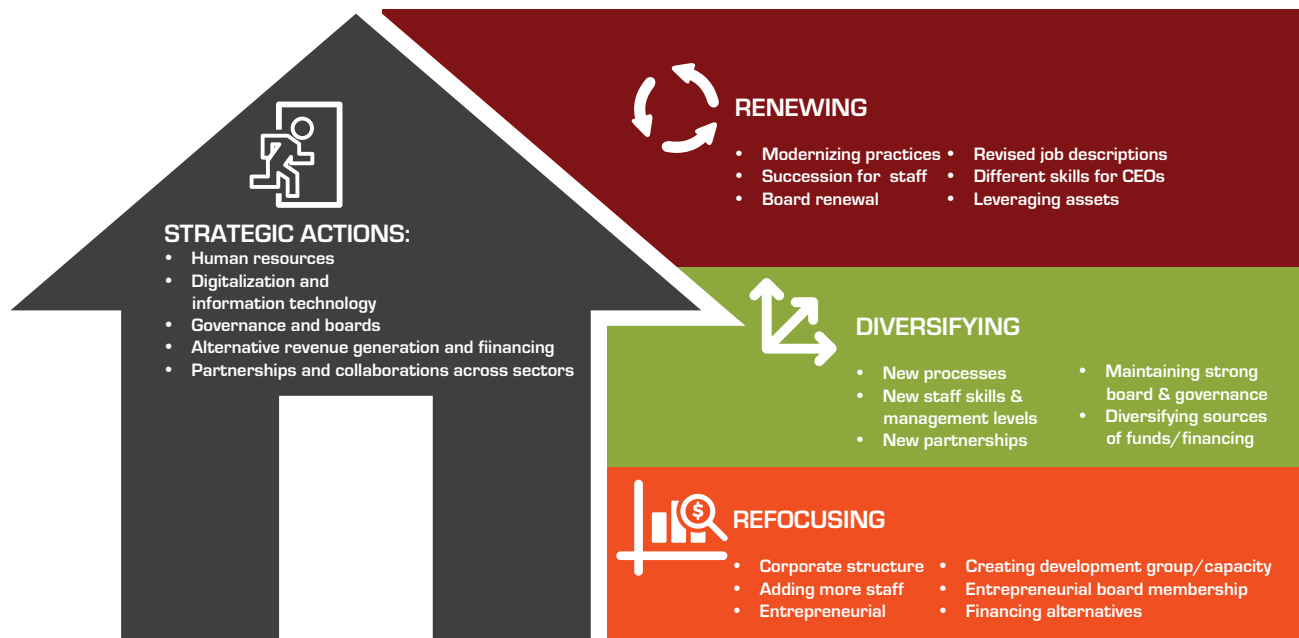 STRATEGIC ACTIONS:
• Human resources
• Digitalization and
information technology
• Governance and boards
• Alternative revenue generation and fiinancing
• Partnerships and collaborations across sectors
RENEWING
• Modernizing practices
• Succession for staff
• Board renewal
• Revised job descriptions
• Different skills for CEOs
• Leveraging assets
DIVERSIFYING
• New processes
• New staff skills &
management levels
• New partnerships
• Maintaining strong
board & governance
• Diversifying sources
of funds/financing
$
REFOCUSING
• Corporate structure
• Adding more staff
• Entrepreneurial
• Creating development group/capacity
• Entrepreneurial board membership
• Financing alternatives